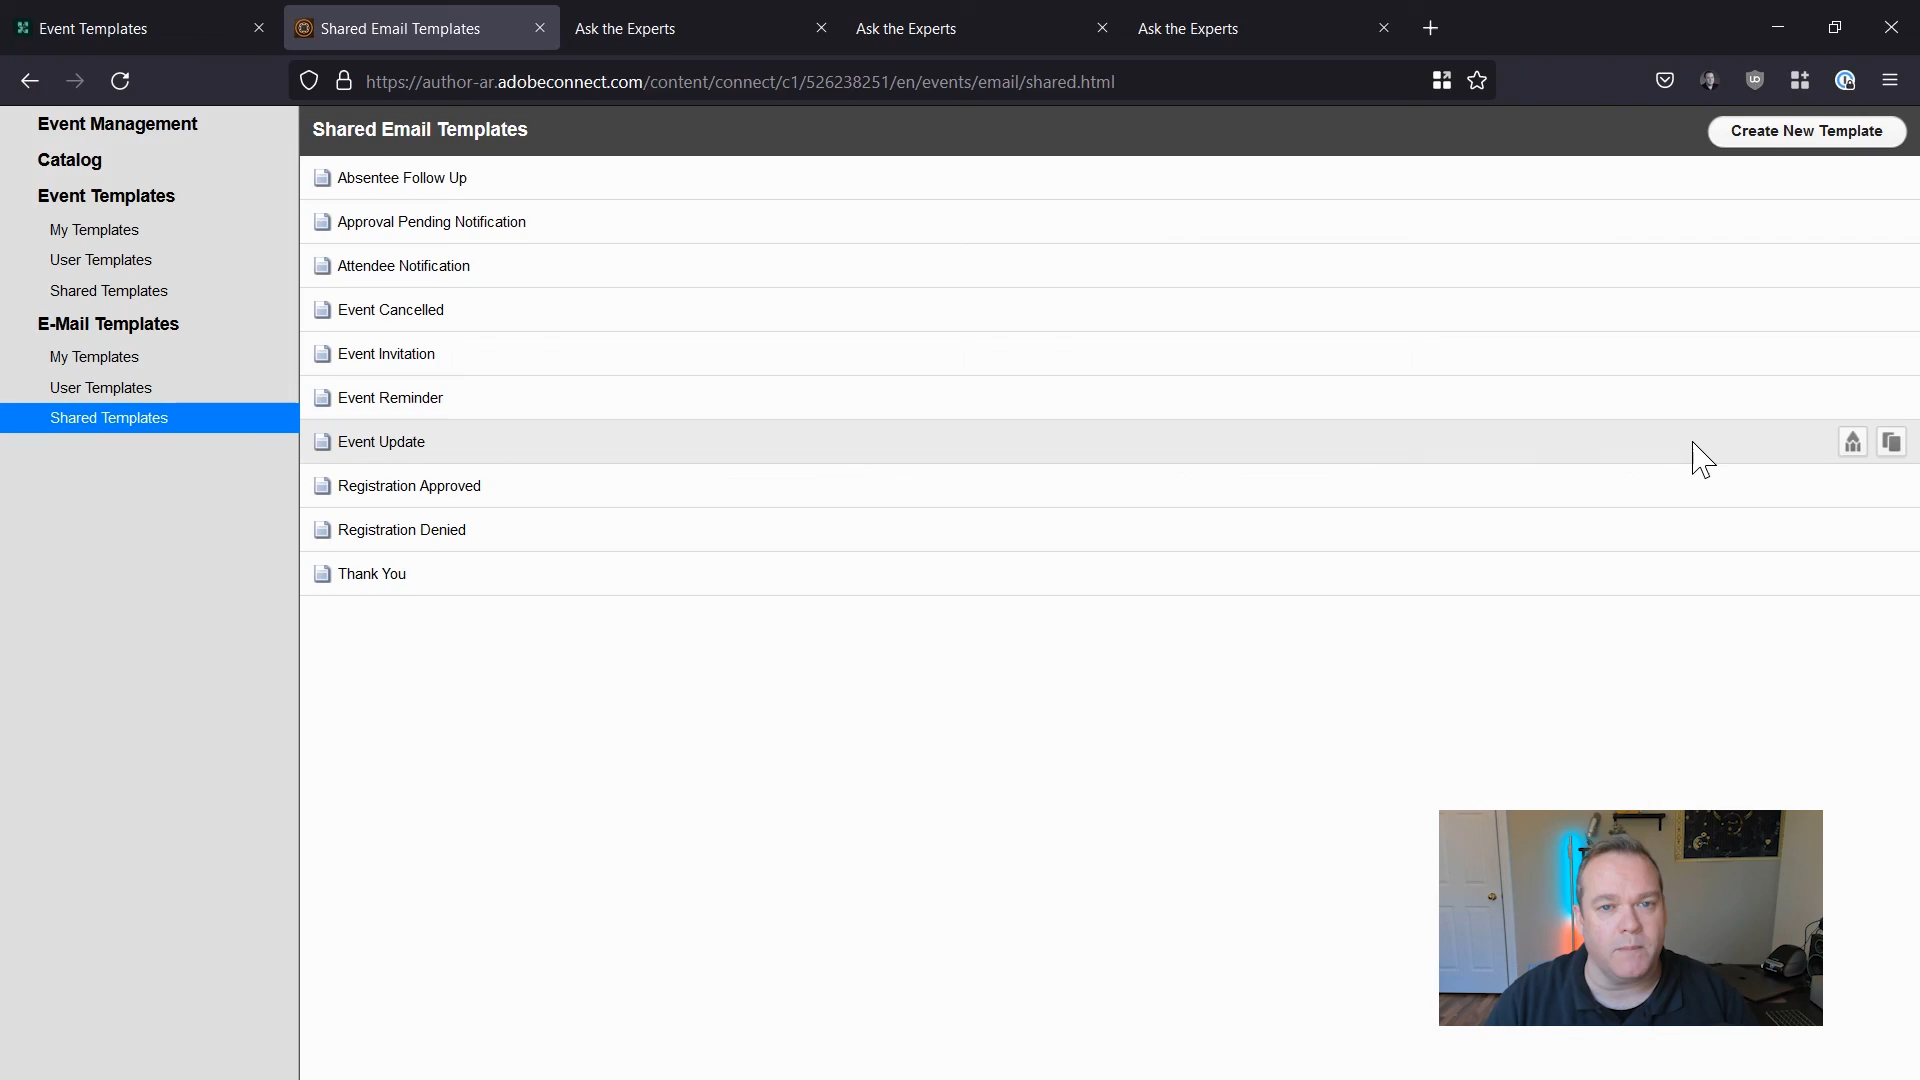 Event Templates
Shared Email Templates
Ask the Experts
Ask the Experts
Ask the Experts
https://author-ar.adobeconnect.com/content/connect/c1/526238251/en/events/email/shared.html
Event Management
Catalog
Event Templates
My Templates
User Templates
Shared Templates
E-Mail Templates
My Templates
User Templates
Shared Templates
Shared Email Templates
Create New Template
Absentee Follow Up
Approval Pending Notification
Attendee Notification
Event Cancelled
Event Invitation
Event Reminder
Event Update
Registration Approved
Registration Denied
Thank You